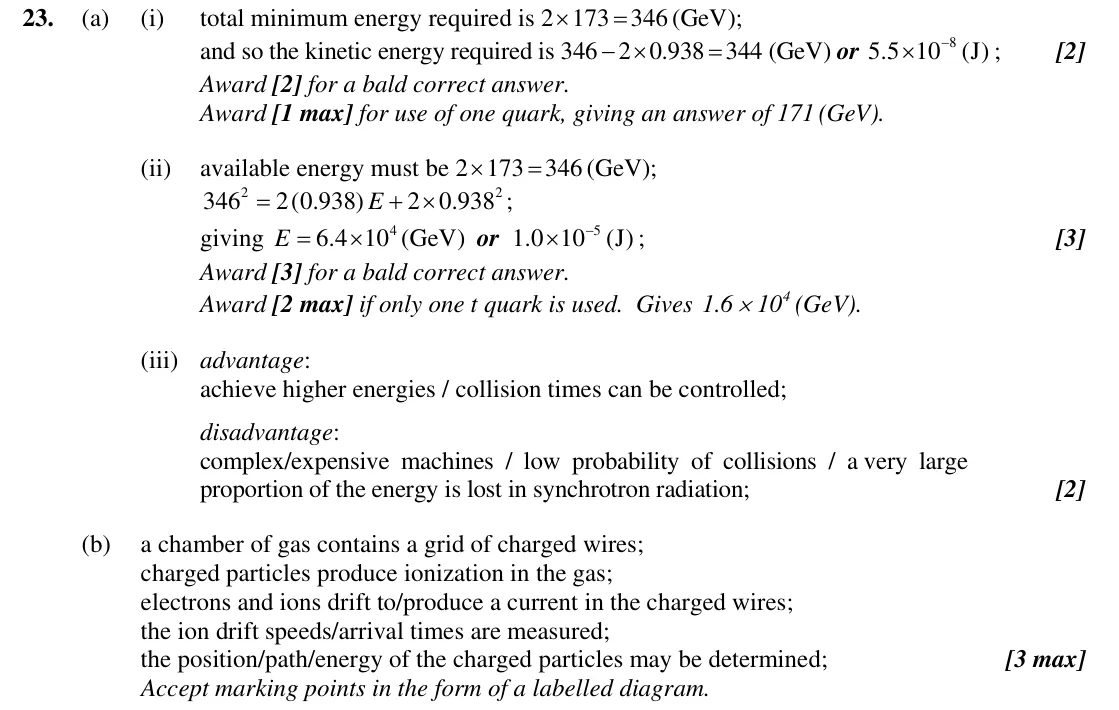 23. (a) (i) total minimum energy required is 2×173=346(GeV);
and so the kinetic energy required is 346−2×0.938=344 (GeV) or 5.5×10⁻⁸ (J); [2]
Award [2] for a bald correct answer.
Award [1 max] for use of one quark, giving an answer of 171(GeV).
(ii) available energy must be 2×173=346(GeV);
346² = 2(0.938)E+2×0.938²;
giving E=6.4×10⁴(GeV) or 1.0×10⁻⁵(J); [3]
Award [3] for a bald correct answer.
Award [2 max] if only one t quark is used. Gives 1.6×10⁴(GeV).
(iii) advantage:
achieve higher energies / collision times can be controlled;
disadvantage:
complex/expensive machines / low probability of collisions / a very large
proportion of the energy is lost in synchrotron radiation; [2]
(b) a chamber of gas contains a grid of charged wires;
charged particles produce ionization in the gas;
electrons and ions drift to/produce a current in the charged wires;
the ion drift speeds/arrival times are measured;
the position/path/energy of the charged particles may be determined; [3 max]
Accept marking points in the form of a labelled diagram.